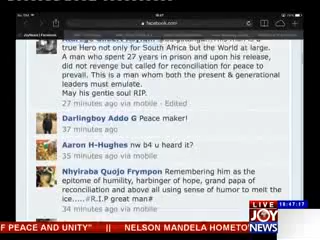 18:47
facebook.com
true Hero not only for South Africa but the World at large.
A man who spent 27 years in prison and upon his release,
did not revenge but called for reconciliation for peace to
prevail. This is a man whom both the present & generational
leaders must emulate.
May his gentle soul RIP.
27 minutes ago via mobile · Edited
Darlingboy Addo G Peace maker!
37 minutes ago
Aaron H-Hughes nw b4 u heard it?
35 minutes ago via mobile
Nhyiraba Quojo Frympon Remembering him as the
epitome of humility, harbinger of hope, grand papa of
reconciliation and above all using sense of humor to melt the
ice.....#R.I.P great man#
34 minutes ago via mobile
LIVE 18:47:17
JOY
NEWS
F PEACE AND UNITY" || NELSON MANDELA HOMETO